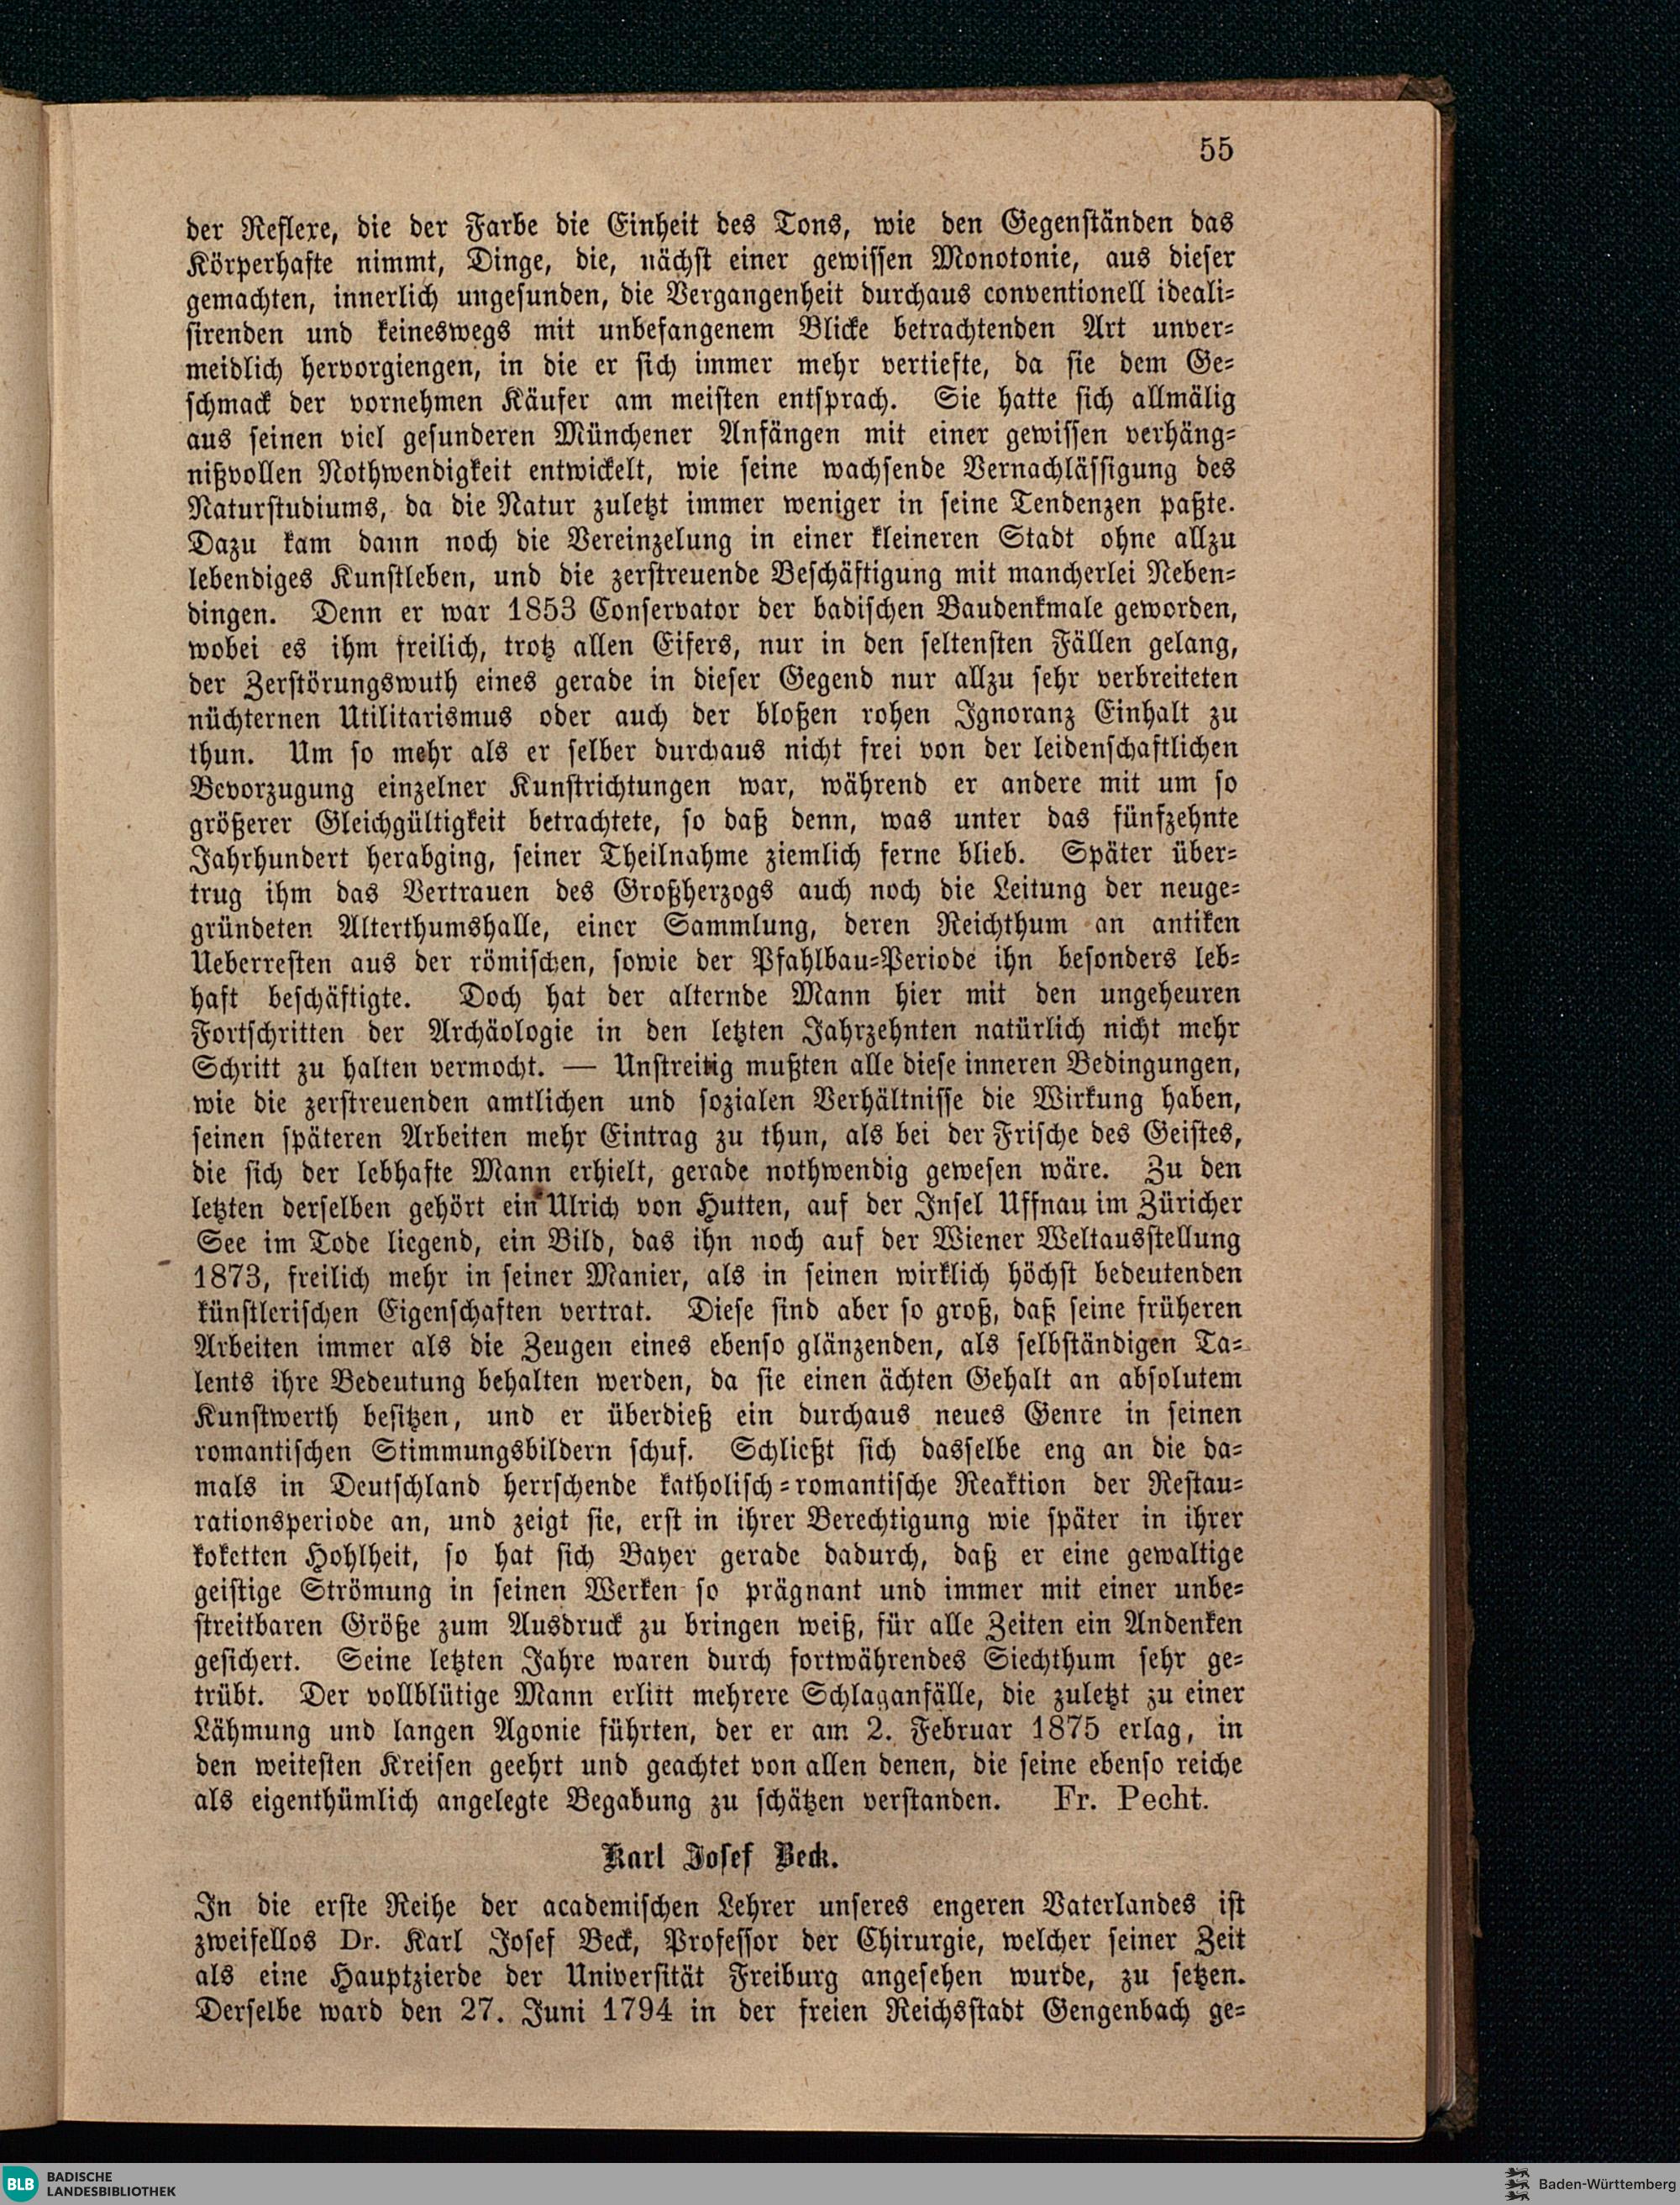 55
der Reflexe, die der Farbe die Einheit des Tons, wie den Gegenständen das
Körperhafte nimmt, Dinge, die, nächst einer gewissen Monotonie, aus dieser
gemachten, innerlich ungesunden, die Vergangenheit durchaus conventionell ideali-
sirenden und keineswegs mit unbefangenem Blicke betrachtenden Art unver-
meidlich hervorgiengen, in die er sich immer mehr vertiefte, da sie dem Ge-
schmack der vornehmen Käufer am meisten entsprach. Sie hatte sich allmälig
aus seinen viel gesunderen Münchener Anfängen mit einer gewissen verhäng-
nißvollen Nothwendigkeit entwickelt, wie seine wachsende Vernachlässigung des
Naturstudiums, da die Natur zuletzt immer weniger in seine Tendenzen paßte.
Dazu kam dann noch die Vereinzelung in einer kleineren Stadt ohne allzu
lebendiges Kunstleben, und die zerstreuende Beschäftigung mit mancherlei Neben-
dingen. Denn er war 1853 Conservator der badischen Baudenkmale geworden,
wobei es ihm freilich, trotz allen Eifers, nur in den seltensten Fällen gelang,
der Zerstörungswuth eines gerade in dieser Gegend nur allzu sehr verbreiteten
nüchternen Utilitarismus oder auch der bloßen rohen Ignoranz Einhalt zu
thun. Um so mehr als er selber durchaus nicht frei von der leidenschaftlichen
Bevorzugung einzelner Kunstrichtungen war, während er andere mit um so
größerer Gleichgültigkeit betrachtete, so daß denn, was unter das fünfzehnte
Jahrhundert herabging, seiner Theilnahme ziemlich ferne blieb. Später über-
trug ihm das Vertrauen des Großherzogs auch noch die Leitung der neuge-
gründeten Alterthumshalle, einer Sammlung, deren Reichthum an antiken
Ueberresten aus der römischen, sowie der Pfahlbau-Periode ihn besonders leb-
haft beschäftigte. Doch hat der alternde Mann hier mit den ungeheuren
Fortschritten der Archäologie in den letzten Jahrzehnten natürlich nicht mehr
Schritt zu halten vermocht. — Unstreitig mußten alle diese inneren Bedingungen,
wie die zerstreuenden amtlichen und sozialen Verhältnisse die Wirkung haben,
seinen späteren Arbeiten mehr Eintrag zu thun, als bei der Frische des Geistes,
die sich der lebhafte Mann erhielt, gerade nothwendig gewesen wäre. Zu den
letzten derselben gehört ein Ulrich von Hutten, auf der Insel Uffnau im Züricher
See im Tode liegend, ein Bild, das ihn noch auf der Wiener Weltausstellung
1873, freilich mehr in seiner Manier, als in seinen wirklich höchst bedeutenden
künstlerischen Eigenschaften vertrat. Diese sind aber so groß, daß seine früheren
Arbeiten immer als die Zeugen eines ebenso glänzenden, als selbständigen Ta-
lents ihre Bedeutung behalten werden, da sie einen ächten Gehalt an absolutem
Kunstwerth besitzen, und er überdieß ein durchaus neues Genre in seinen
romantischen Stimmungsbildern schuf. Schließt sich dasselbe eng an die da-
mals in Deutschland herrschende katholisch-romantische Reaktion der Restau-
rationsperiode an, und zeigt sie, erst in ihrer Berechtigung wie später in ihrer
koketten Hohlheit, so hat sich Bayer gerade dadurch, daß er eine gewaltige
geistige Strömung in seinen Werken so prägnant und immer mit einer unbe-
streitbaren Größe zum Ausdruck zu bringen weiß, für alle Zeiten ein Andenken
gesichert. Seine letzten Jahre waren durch fortwährendes Siechthum sehr ge-
trübt. Der vollblütige Mann erlitt mehrere Schlaganfälle, die zuletzt zu einer
Lähmung und langen Agonie führten, der er am 2. Februar 1875 erlag, in
den weitesten Kreisen geehrt und geachtet von allen denen, die seine ebenso reiche
als eigenthümlich angelegte Begabung zu schätzen verstanden. Fr. Pecht.
Karl Josef Beck.
In die erste Reihe der academischen Lehrer unseres engeren Vaterlandes ist
zweifellos Dr. Karl Josef Beck, Professor der Chirurgie, welcher seiner Zeit
als eine Hauptzierde der Universität Freiburg angesehen wurde, zu setzen.
Derselbe ward den 27. Juni 1794 in der freien Reichsstadt Gengenbach ge-
BLB BADISCHE
LANDESBIBLIOTHEK
Baden-Württemberg